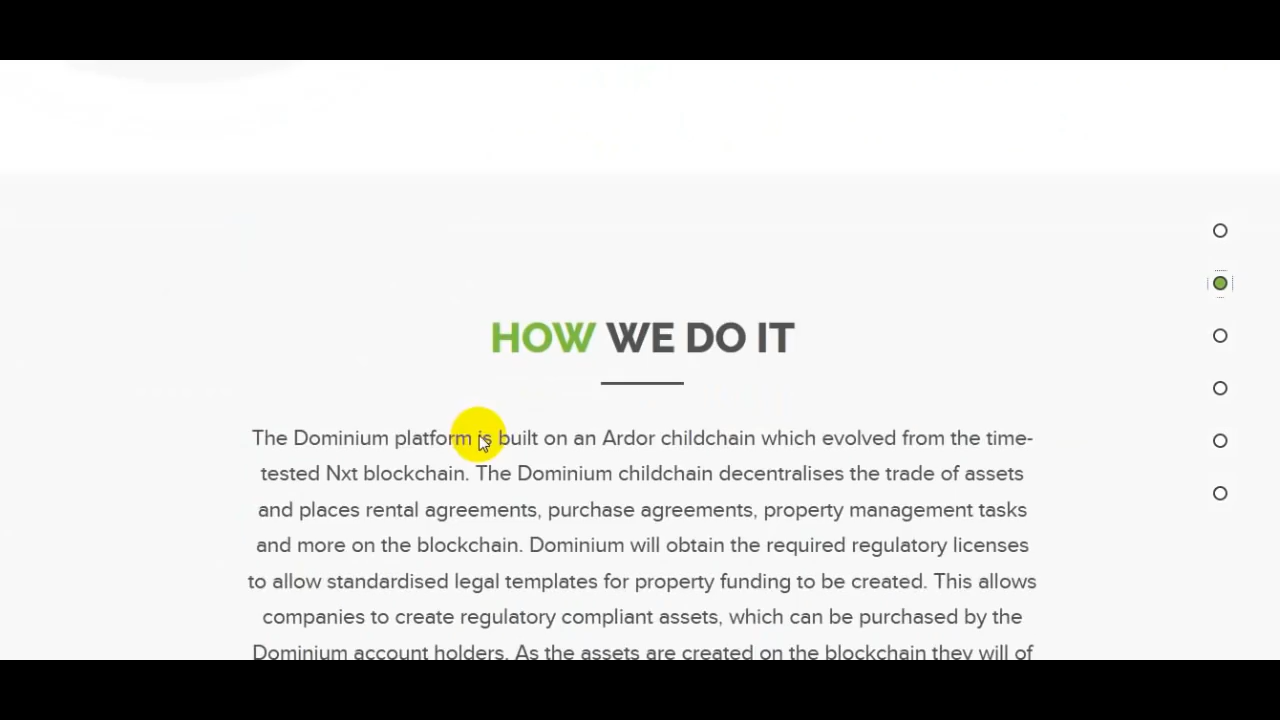 HOW WE DO IT
The Dominium platform is built on an Ardor childchain which evolved from the time-
tested Nxt blockchain. The Dominium childchain decentralises the trade of assets
and places rental agreements, purchase agreements, property management tasks
and more on the blockchain. Dominium will obtain the required regulatory licenses
to allow standardised legal templates for property funding to be created. This allows
companies to create regulatory compliant assets, which can be purchased by the
Dominium account holders. As the assets are created on the blockchain they will of